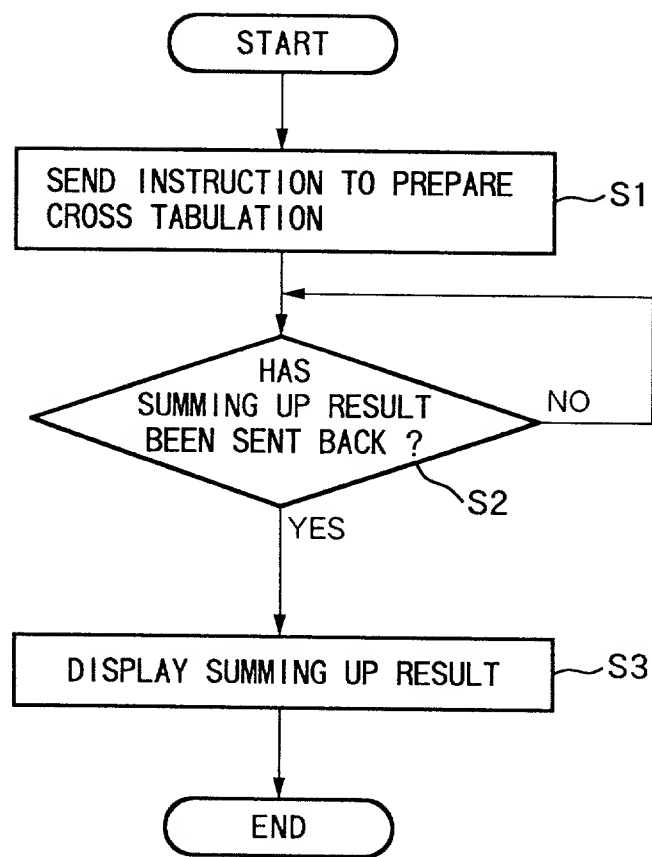 START
SEND INSTRUCTION TO PREPARE
CROSS TABULATION
S1
HAS
SUMMING UP RESULT
BEEN SENT BACK ?
NO
S2
YES
DISPLAY SUMMING UP RESULT
S3
END